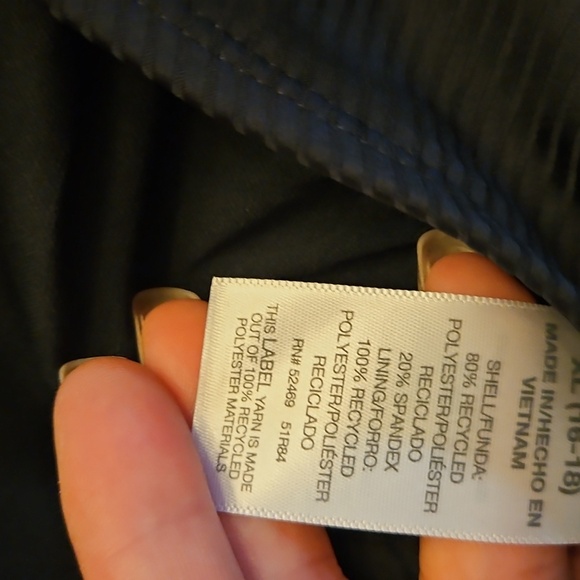 XL (16-18)
MADE IN/HECHO EN
VIETNAM
SHELL/FUNDA:
80% RECYCLED
POLYESTER/POLIÉSTER
RECICLADO
20% SPANDEX
LINING/FORRO:
100% RECYCLED
POLYESTER/POLIÉSTER
RECICLADO
RN# 52469 51R84
THIS LABEL YARN IS MADE
OUT OF 100% RECYCLED
POLYESTER MATERIALS